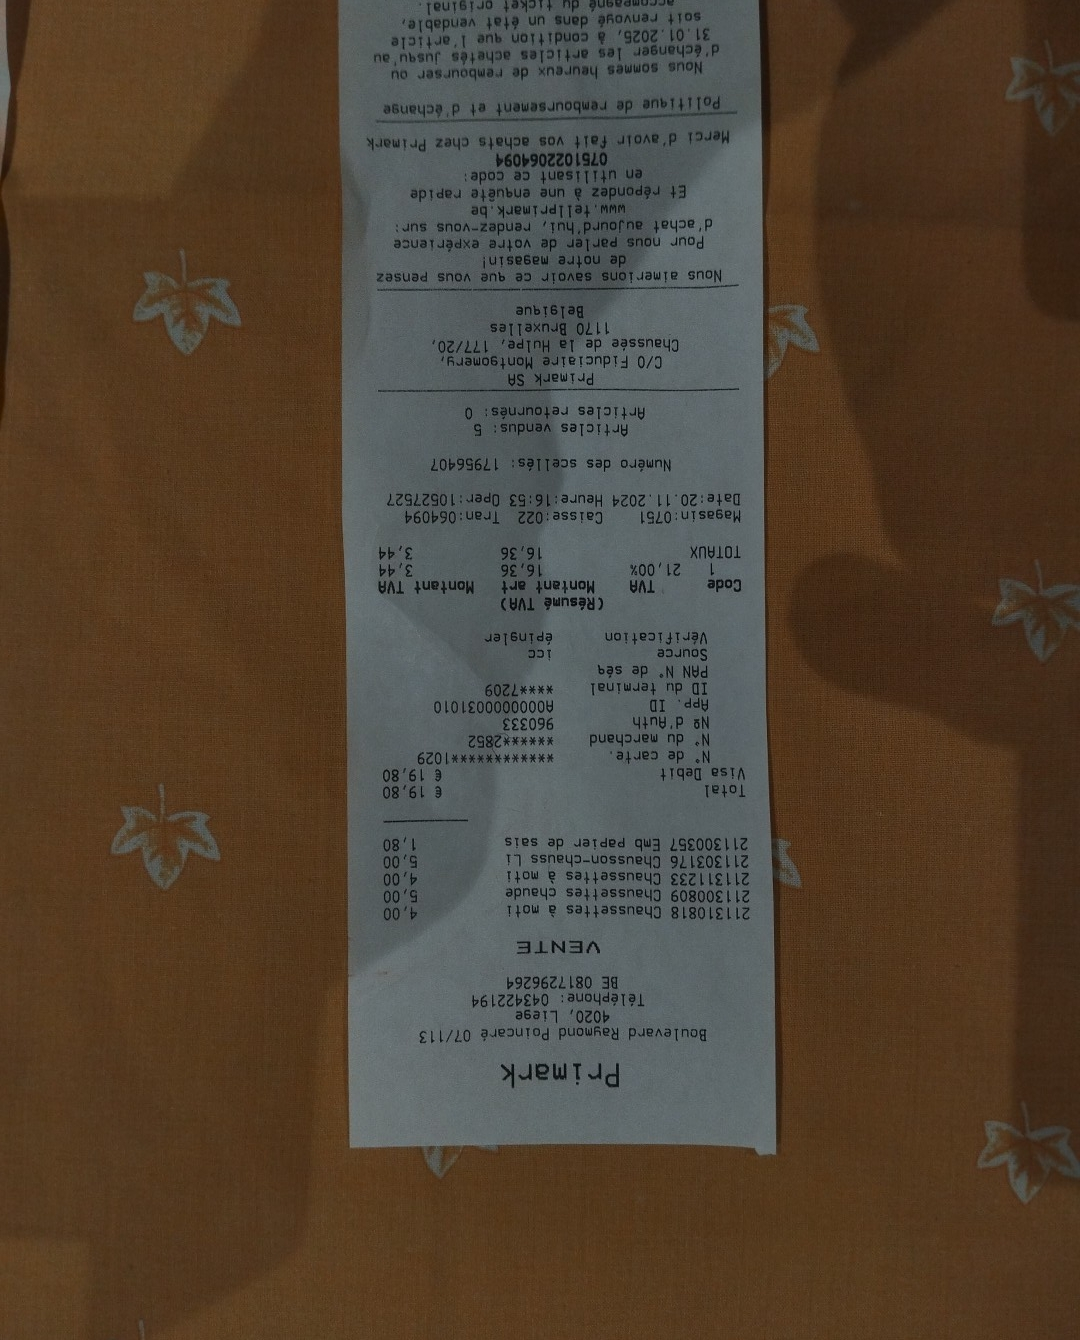 Primark
Boulevard Raymond Poincaré 07/113
4020, Liege
Téléphone: 043422194
BE 0817296264
VENTE
211310818 Chaussettes à moti 4,00
211300809 Chaussettes chaude 5,00
211311233 Chaussettes à moti 4,00
211303176 Chausson-chauss Li 5,00
211300357 Emb papier de sais 1,80
Total € 19,80
Visa Debit € 19,80
N° de carte. ************1029
N° du marchand ******2852
Nº d'Auth 960333
App. ID A0000000031010
ID du terminal ****7209
PAN N° de séq
Source icc
Vérification épingler
(Résumé TVA)
Code TVA Montant art Montant TVA
1 21,00% 16,36 3,44
TOTAUX 16,36 3,44
Magasin:0751 Caisse:022 Tran:064094
Date:20.11.2024 Heure:16:53 Oper:10527527
Numéro des scellés: 17956407
Articles vendus: 5
Articles retournés: 0
Primark SA
C/O Fiduciaire Montgomery,
Chaussée de la Hulpe, 177/20,
1170 Bruxelles
Belgique
Nous aimerions savoir ce que vous pensez
de notre magasin!
Pour nous parler de votre expérience
d'achat aujourd'hui, rendez-vous sur:
www.tellprimark.be
Et répondez à une enquête rapide
en utilisant ce code:
0751022064094
Merci d'avoir fait vos achats chez Primark
Politique de remboursement et d'échange
Nous sommes heureux de rembourser ou
d'échanger les articles achetés jusqu'au
31.01.2025, à condition que l'article
soit renvoyé dans un état vendable,
accompagné du ticket original.